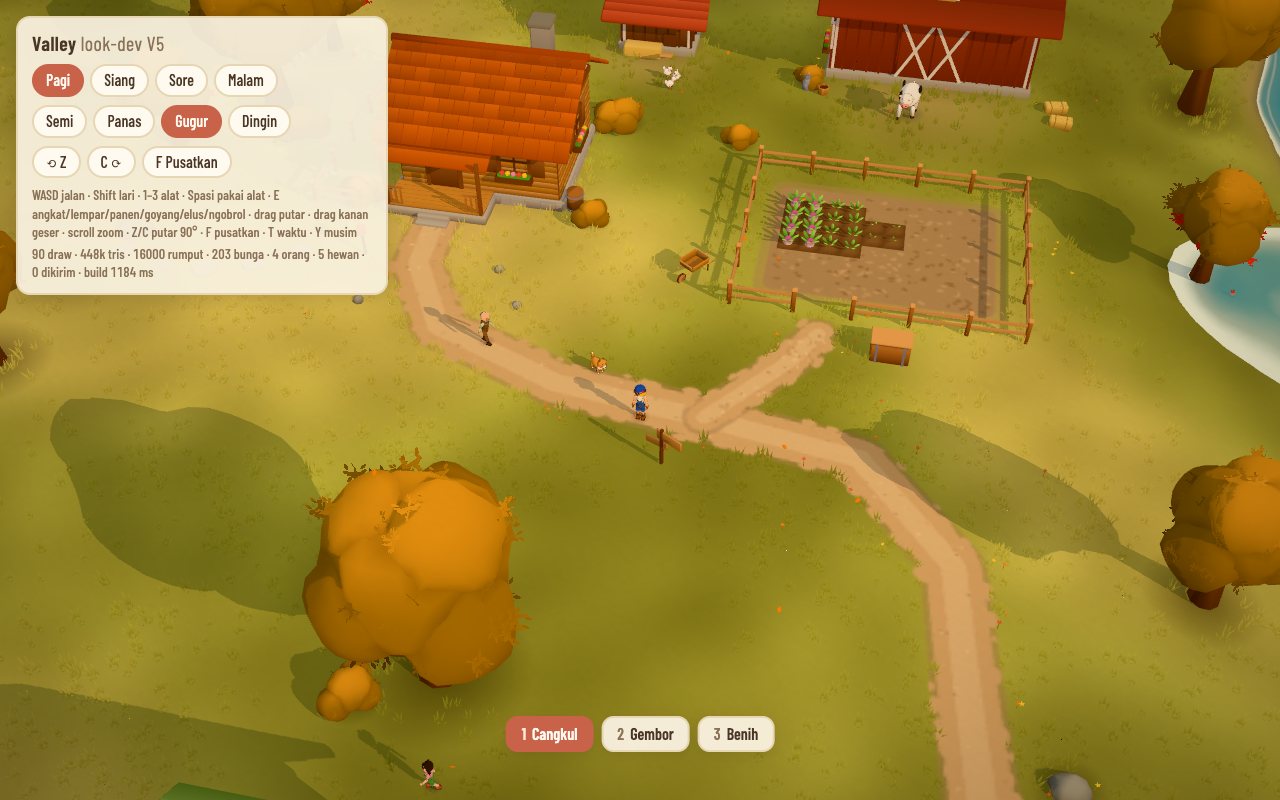 Valley look-dev V5
Pagi Siang Sore Malam
Semi Panas Gugur Dingin
⟲ Z C ⟳ F Pusatkan
WASD jalan · Shift lari · 1–3 alat · Spasi pakai alat · E
angkat/lempar/panen/goyang/elus/ngobrol · drag putar · drag kanan
geser · scroll zoom · Z/C putar 90° · F pusatkan · T waktu · Y musim
90 draw · 448k tris · 16000 rumput · 203 bunga · 4 orang · 5 hewan ·
0 dikirim · build 1184 ms
1 Cangkul 2 Gembor 3 Benih